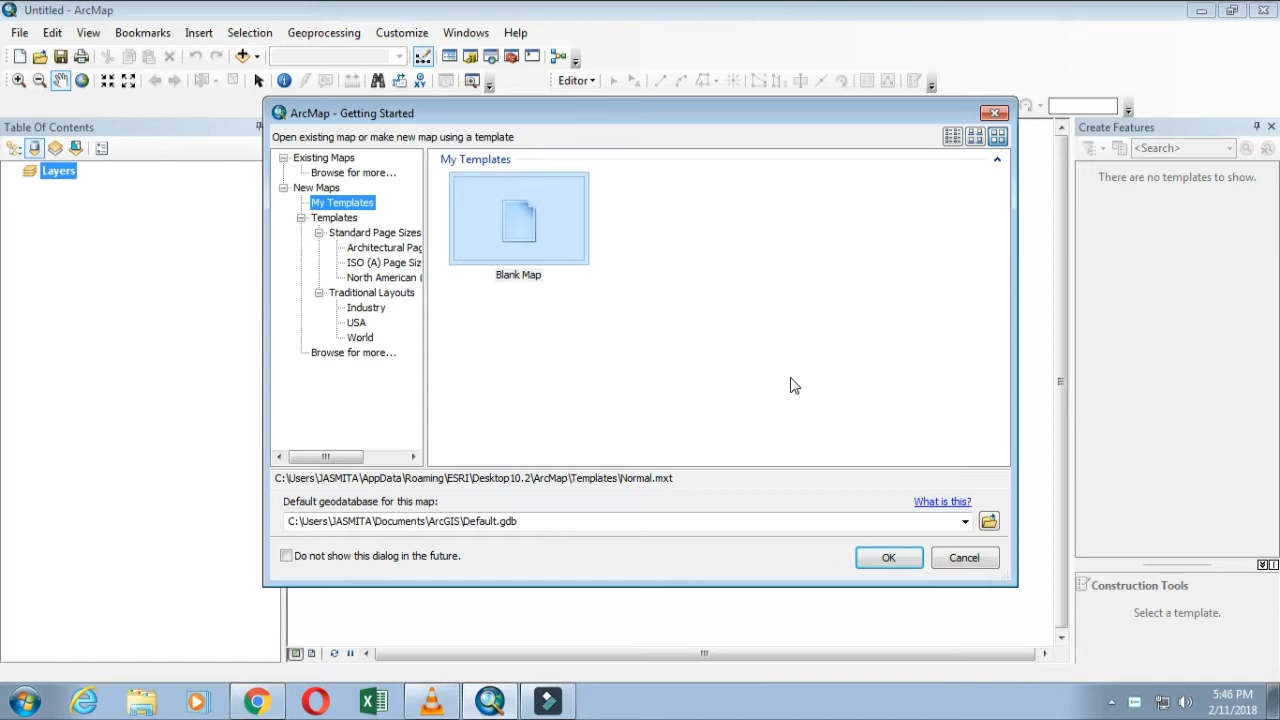 Untitled - ArcMap
File Edit View Bookmarks Insert Selection Geoprocessing Customize Windows Help
Editor
Table Of Contents
Layers
ArcMap - Getting Started
Open existing map or make new map using a template
Existing Maps
Browse for more...
New Maps
My Templates
Templates
Standard Page Sizes
Architectural Pag
ISO (A) Page Siz
North American (
Traditional Layouts
Industry
USA
World
Browse for more...
My Templates
Blank Map
C:\Users\JASMITA\AppData\Roaming\ESRI\Desktop10.2\ArcMap\Templates\Normal.mxt
Default geodatabase for this map:
What is this?
C:\Users\JASMITA\Documents\ArcGIS\Default.gdb
Do not show this dialog in the future.
OK
Cancel
Create Features
<Search>
There are no templates to show.
Construction Tools
Select a template.
5:46 PM
2/11/2018